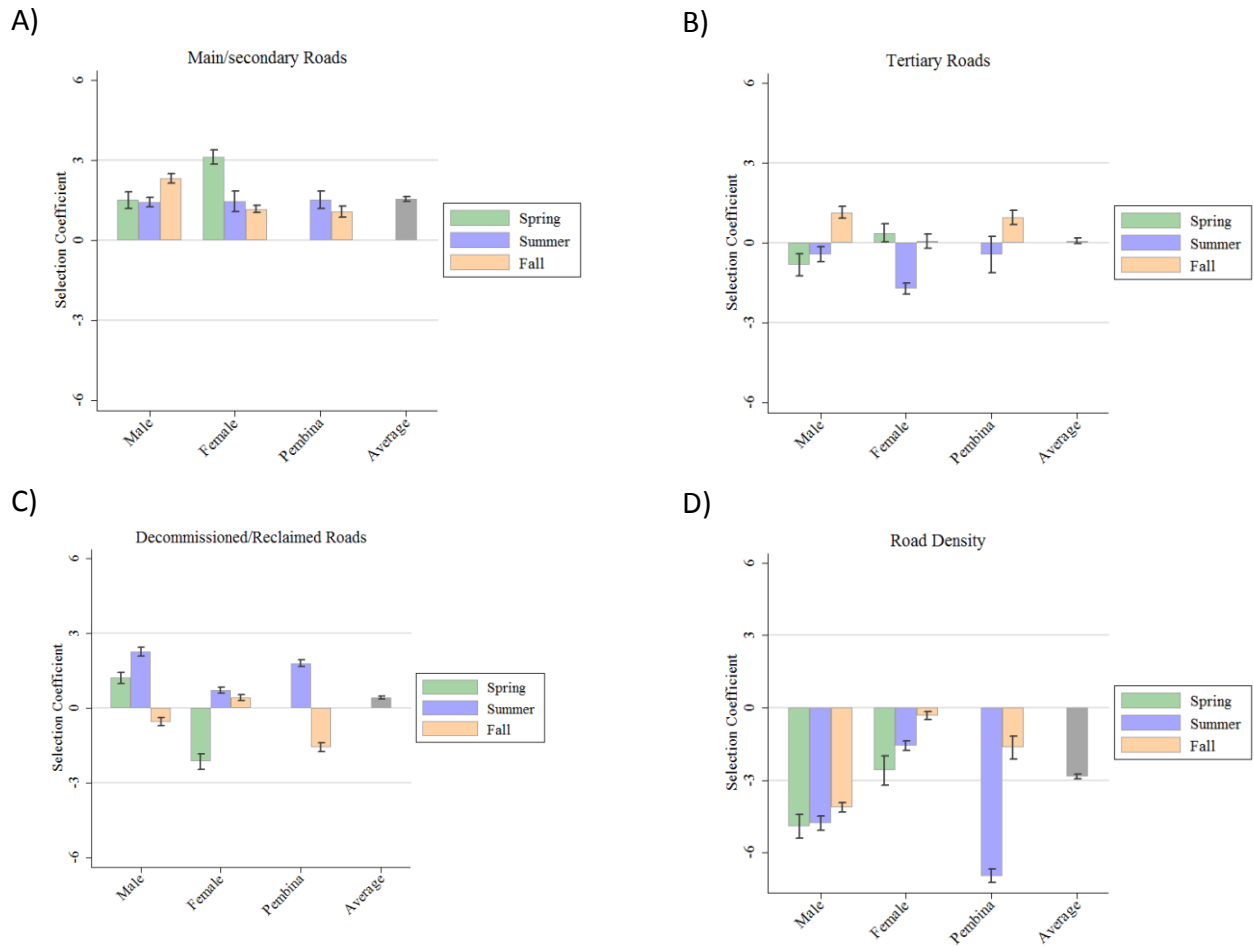 A)
Main/secondary Roads
Selection Coefficient
6
3
0
-3
-6
Male
Female
Pembina
Average
Spring
Summer
Fall
B)
Tertiary Roads
Selection Coefficient
6
3
0
-3
-6
Male
Female
Pembina
Average
Spring
Summer
Fall
C)
Decommissioned/Reclaimed Roads
Selection Coefficient
6
3
0
-3
-6
Male
Female
Pembina
Average
Spring
Summer
Fall
D)
Road Density
Selection Coefficient
6
3
0
-3
-6
Male
Female
Pembina
Average
Spring
Summer
Fall